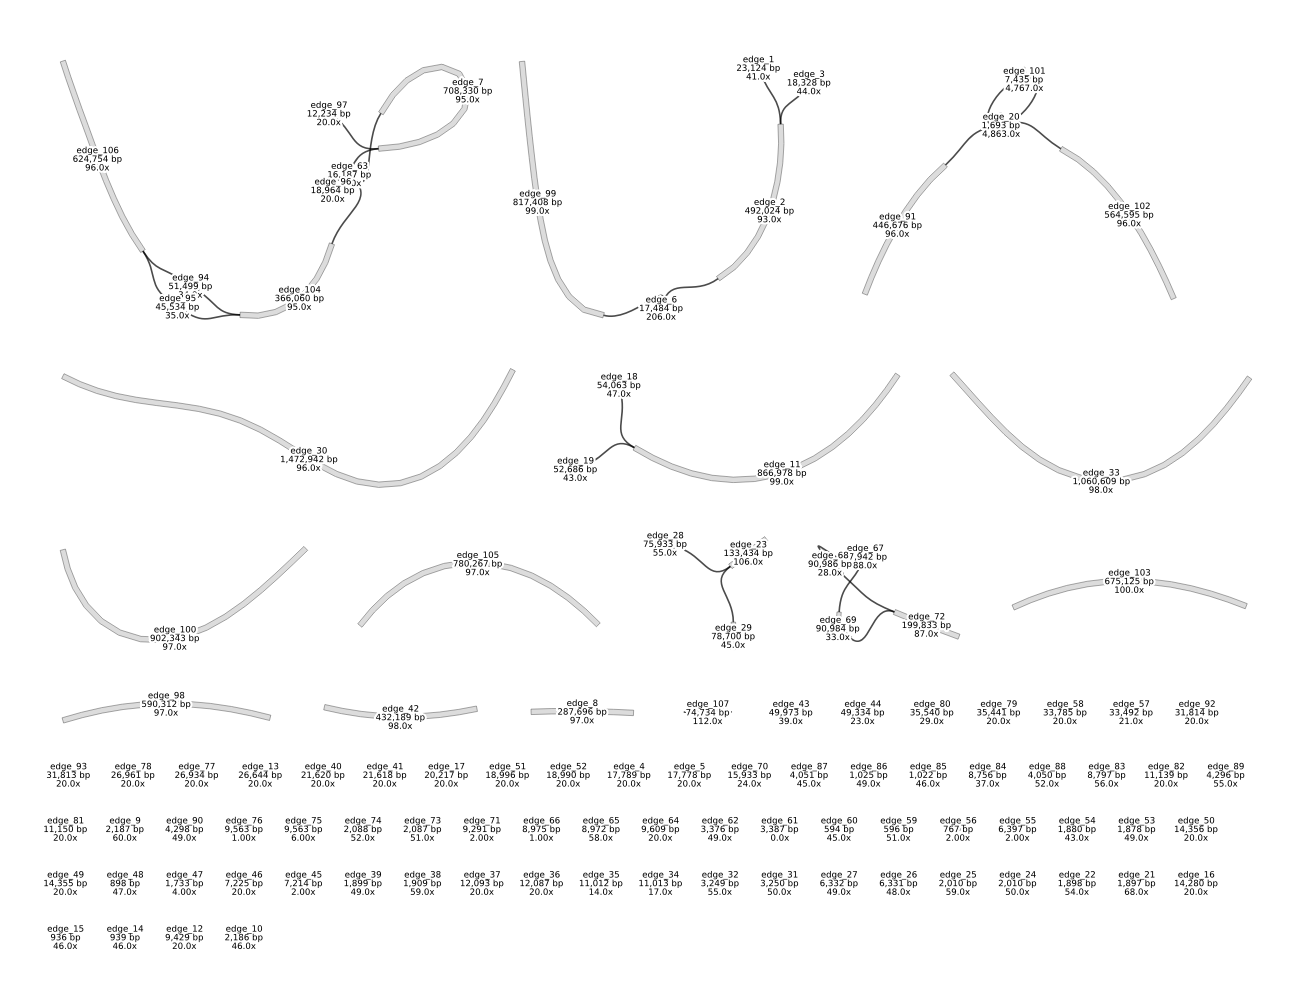 edge_106
624,754 bp
96.0x
edge_97
12,234 bp
20.0x
edge_7
708,330 bp
95.0x
edge_63
16,187 bp
edge_96
18,964 bp
20.0x
edge_94
51,499 bp
edge_95
45,534 bp
35.0x
edge_104
366,060 bp
95.0x
edge_99
817,408 bp
99.0x
edge_1
23,124 bp
41.0x
edge_3
18,328 bp
44.0x
edge_2
492,024 bp
93.0x
edge_6
17,484 bp
206.0x
edge_101
7,435 bp
4,767.0x
edge_20
1,693 bp
4,863.0x
edge_91
446,676 bp
96.0x
edge_102
564,595 bp
96.0x
edge_30
1,472,942 bp
96.0x
edge_18
54,063 bp
47.0x
edge_19
52,686 bp
43.0x
edge_11
866,978 bp
99.0x
edge_33
1,060,609 bp
98.0x
edge_100
902,343 bp
97.0x
edge_105
780,267 bp
97.0x
edge_28
75,933 bp
55.0x
edge_23
133,434 bp
106.0x
edge_29
78,700 bp
45.0x
edge_68
90,986 bp
28.0x
edge_67
7,942 bp
88.0x
edge_69
90,984 bp
33.0x
edge_72
199,833 bp
87.0x
edge_103
675,125 bp
100.0x
edge_98 edge_42 edge_8 edge_107 edge_43 edge_44 edge_80 edge_79 edge_58 edge_57 edge_92
590,312 bp 432,189 bp 287,696 bp 74,734 bp 49,973 bp 49,334 bp 35,540 bp 35,441 bp 33,785 bp 33,492 bp 31,814 bp
97.0x 98.0x 97.0x 112.0x 39.0x 23.0x 29.0x 20.0x 20.0x 21.0x 20.0x
edge_93 edge_78 edge_77 edge_13 edge_40 edge_41 edge_17 edge_51 edge_52 edge_4 edge_5 edge_70 edge_87 edge_86 edge_85 edge_84 edge_88 edge_83 edge_82 edge_89
31,813 bp 26,961 bp 26,934 bp 26,644 bp 21,620 bp 21,618 bp 20,217 bp 18,996 bp 18,990 bp 17,789 bp 17,778 bp 15,933 bp 4,051 bp 1,025 bp 1,022 bp 8,756 bp 4,050 bp 8,797 bp 11,139 bp 4,296 bp
20.0x 20.0x 20.0x 20.0x 20.0x 20.0x 20.0x 20.0x 20.0x 20.0x 20.0x 24.0x 45.0x 49.0x 46.0x 37.0x 52.0x 56.0x 20.0x 55.0x
edge_81 edge_9 edge_90 edge_76 edge_75 edge_74 edge_73 edge_71 edge_66 edge_65 edge_64 edge_62 edge_61 edge_60 edge_59 edge_56 edge_55 edge_54 edge_53 edge_50
11,150 bp 2,187 bp 4,298 bp 9,563 bp 9,563 bp 2,088 bp 2,087 bp 9,291 bp 8,975 bp 8,972 bp 9,609 bp 3,376 bp 3,387 bp 594 bp 596 bp 767 bp 6,397 bp 1,880 bp 1,878 bp 14,356 bp
20.0x 60.0x 49.0x 1.00x 6.00x 52.0x 51.0x 2.00x 1.00x 58.0x 20.0x 49.0x 0.0x 45.0x 51.0x 2.00x 2.00x 43.0x 49.0x 20.0x
edge_49 edge_48 edge_47 edge_46 edge_45 edge_39 edge_38 edge_37 edge_36 edge_35 edge_34 edge_32 edge_31 edge_27 edge_26 edge_25 edge_24 edge_22 edge_21 edge_16
14,355 bp 898 bp 1,733 bp 7,225 bp 7,214 bp 1,899 bp 1,909 bp 12,093 bp 12,087 bp 11,012 bp 11,013 bp 3,249 bp 3,250 bp 6,332 bp 6,331 bp 2,010 bp 2,010 bp 1,898 bp 1,897 bp 14,280 bp
20.0x 47.0x 4.00x 20.0x 2.00x 49.0x 59.0x 20.0x 20.0x 14.0x 17.0x 55.0x 50.0x 49.0x 48.0x 59.0x 50.0x 54.0x 68.0x 20.0x
edge_15 edge_14 edge_12 edge_10
936 bp 939 bp 9,429 bp 2,186 bp
46.0x 46.0x 20.0x 46.0x